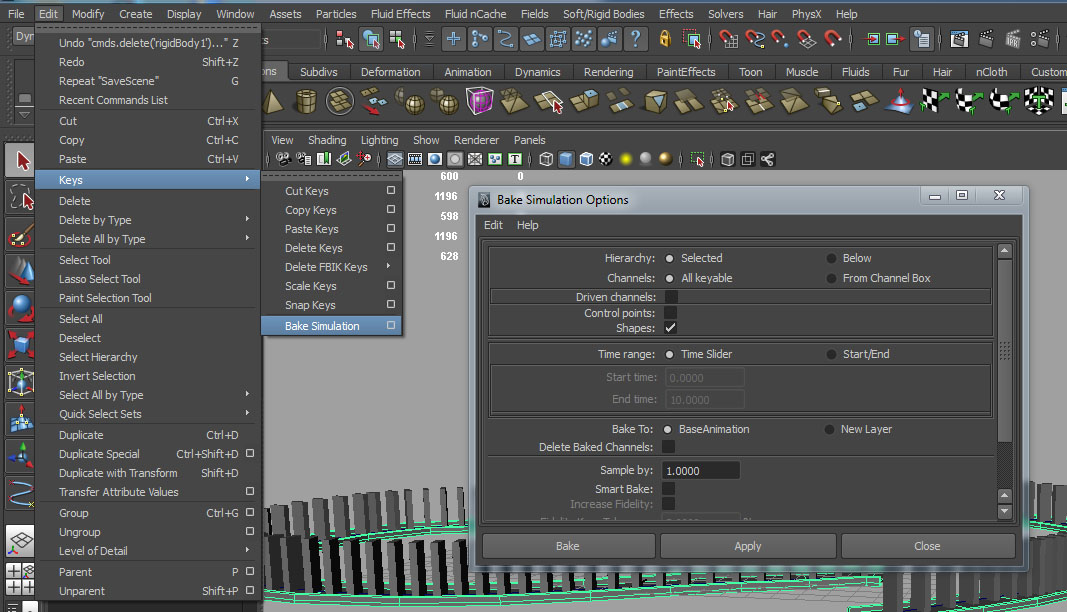 File Edit Modify Create Display Window Assets Particles Fluid Effects Fluid nCache Fields Soft/Rigid Bodies Effects Solvers Hair PhysX Help
Dyn
Undo "cmds.delete('rigidBody1')..." Z
Redo Shift+Z
Repeat "SaveScene" G
Recent Commands List
Cut Ctrl+X
Copy Ctrl+C
Paste Ctrl+V
Keys
Delete
Delete by Type
Delete All by Type
Select Tool
Lasso Select Tool
Paint Selection Tool
Select All
Deselect
Select Hierarchy
Invert Selection
Select All by Type
Quick Select Sets
Duplicate Ctrl+D
Duplicate Special Ctrl+Shift+D
Duplicate with Transform Shift+D
Transfer Attribute Values
Group Ctrl+G
Ungroup
Level of Detail
Parent P
Unparent Shift+P
Subdivs Deformation Animation Dynamics Rendering PaintEffects Toon Muscle Fluids Fur Hair nCloth Custom
View Shading Lighting Show Renderer Panels
600 0
1196
598
1196
628
Cut Keys
Copy Keys
Paste Keys
Delete Keys
Delete FBIK Keys
Scale Keys
Snap Keys
Bake Simulation
Bake Simulation Options
Edit Help
Hierarchy: Selected Below
Channels: All keyable From Channel Box
Driven channels:
Control points:
Shapes:
Time range: Time Slider Start/End
Start time: 0.0000
End time: 10.0000
Bake To: BaseAnimation New Layer
Delete Baked Channels:
Sample by: 1.0000
Smart Bake:
Increase Fidelity:
Bake Apply Close